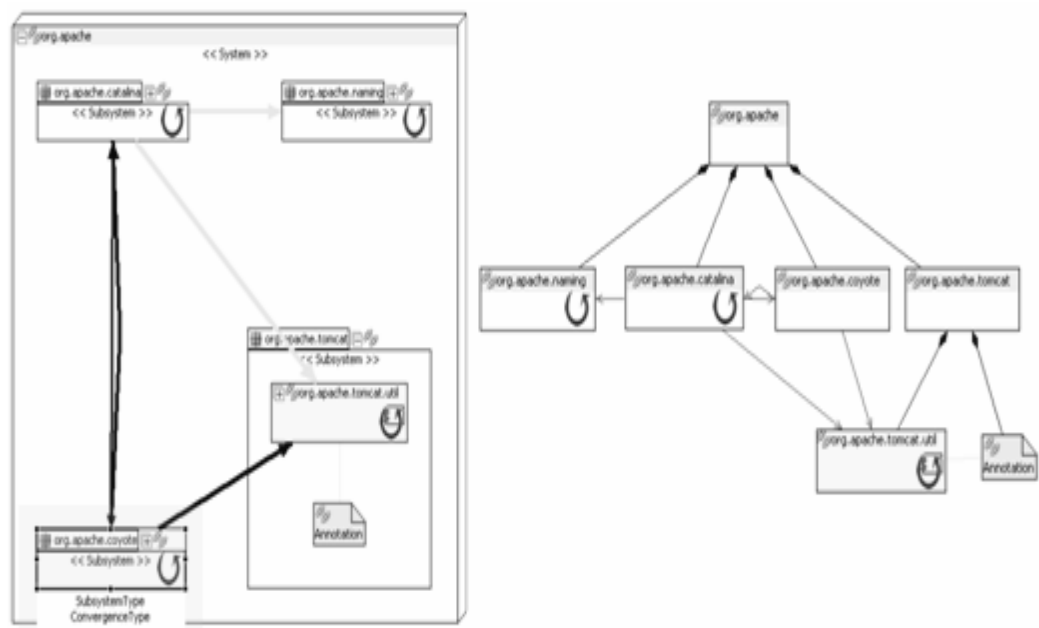 org.apache
<< System >>
org.apache.catalina
<< Subsystem >>
org.apache.naming
<< Subsystem >>
org.apache.tomcat
<< Subsystem >>
org.apache.tomcat.util
Annotation
org.apache.coyote
<< Subsystem >>
SubsystemType
ConvergenceType
org.apache
org.apache.naming
org.apache.catalina
org.apache.coyote
org.apache.tomcat
org.apache.tomcat.util
Annotation